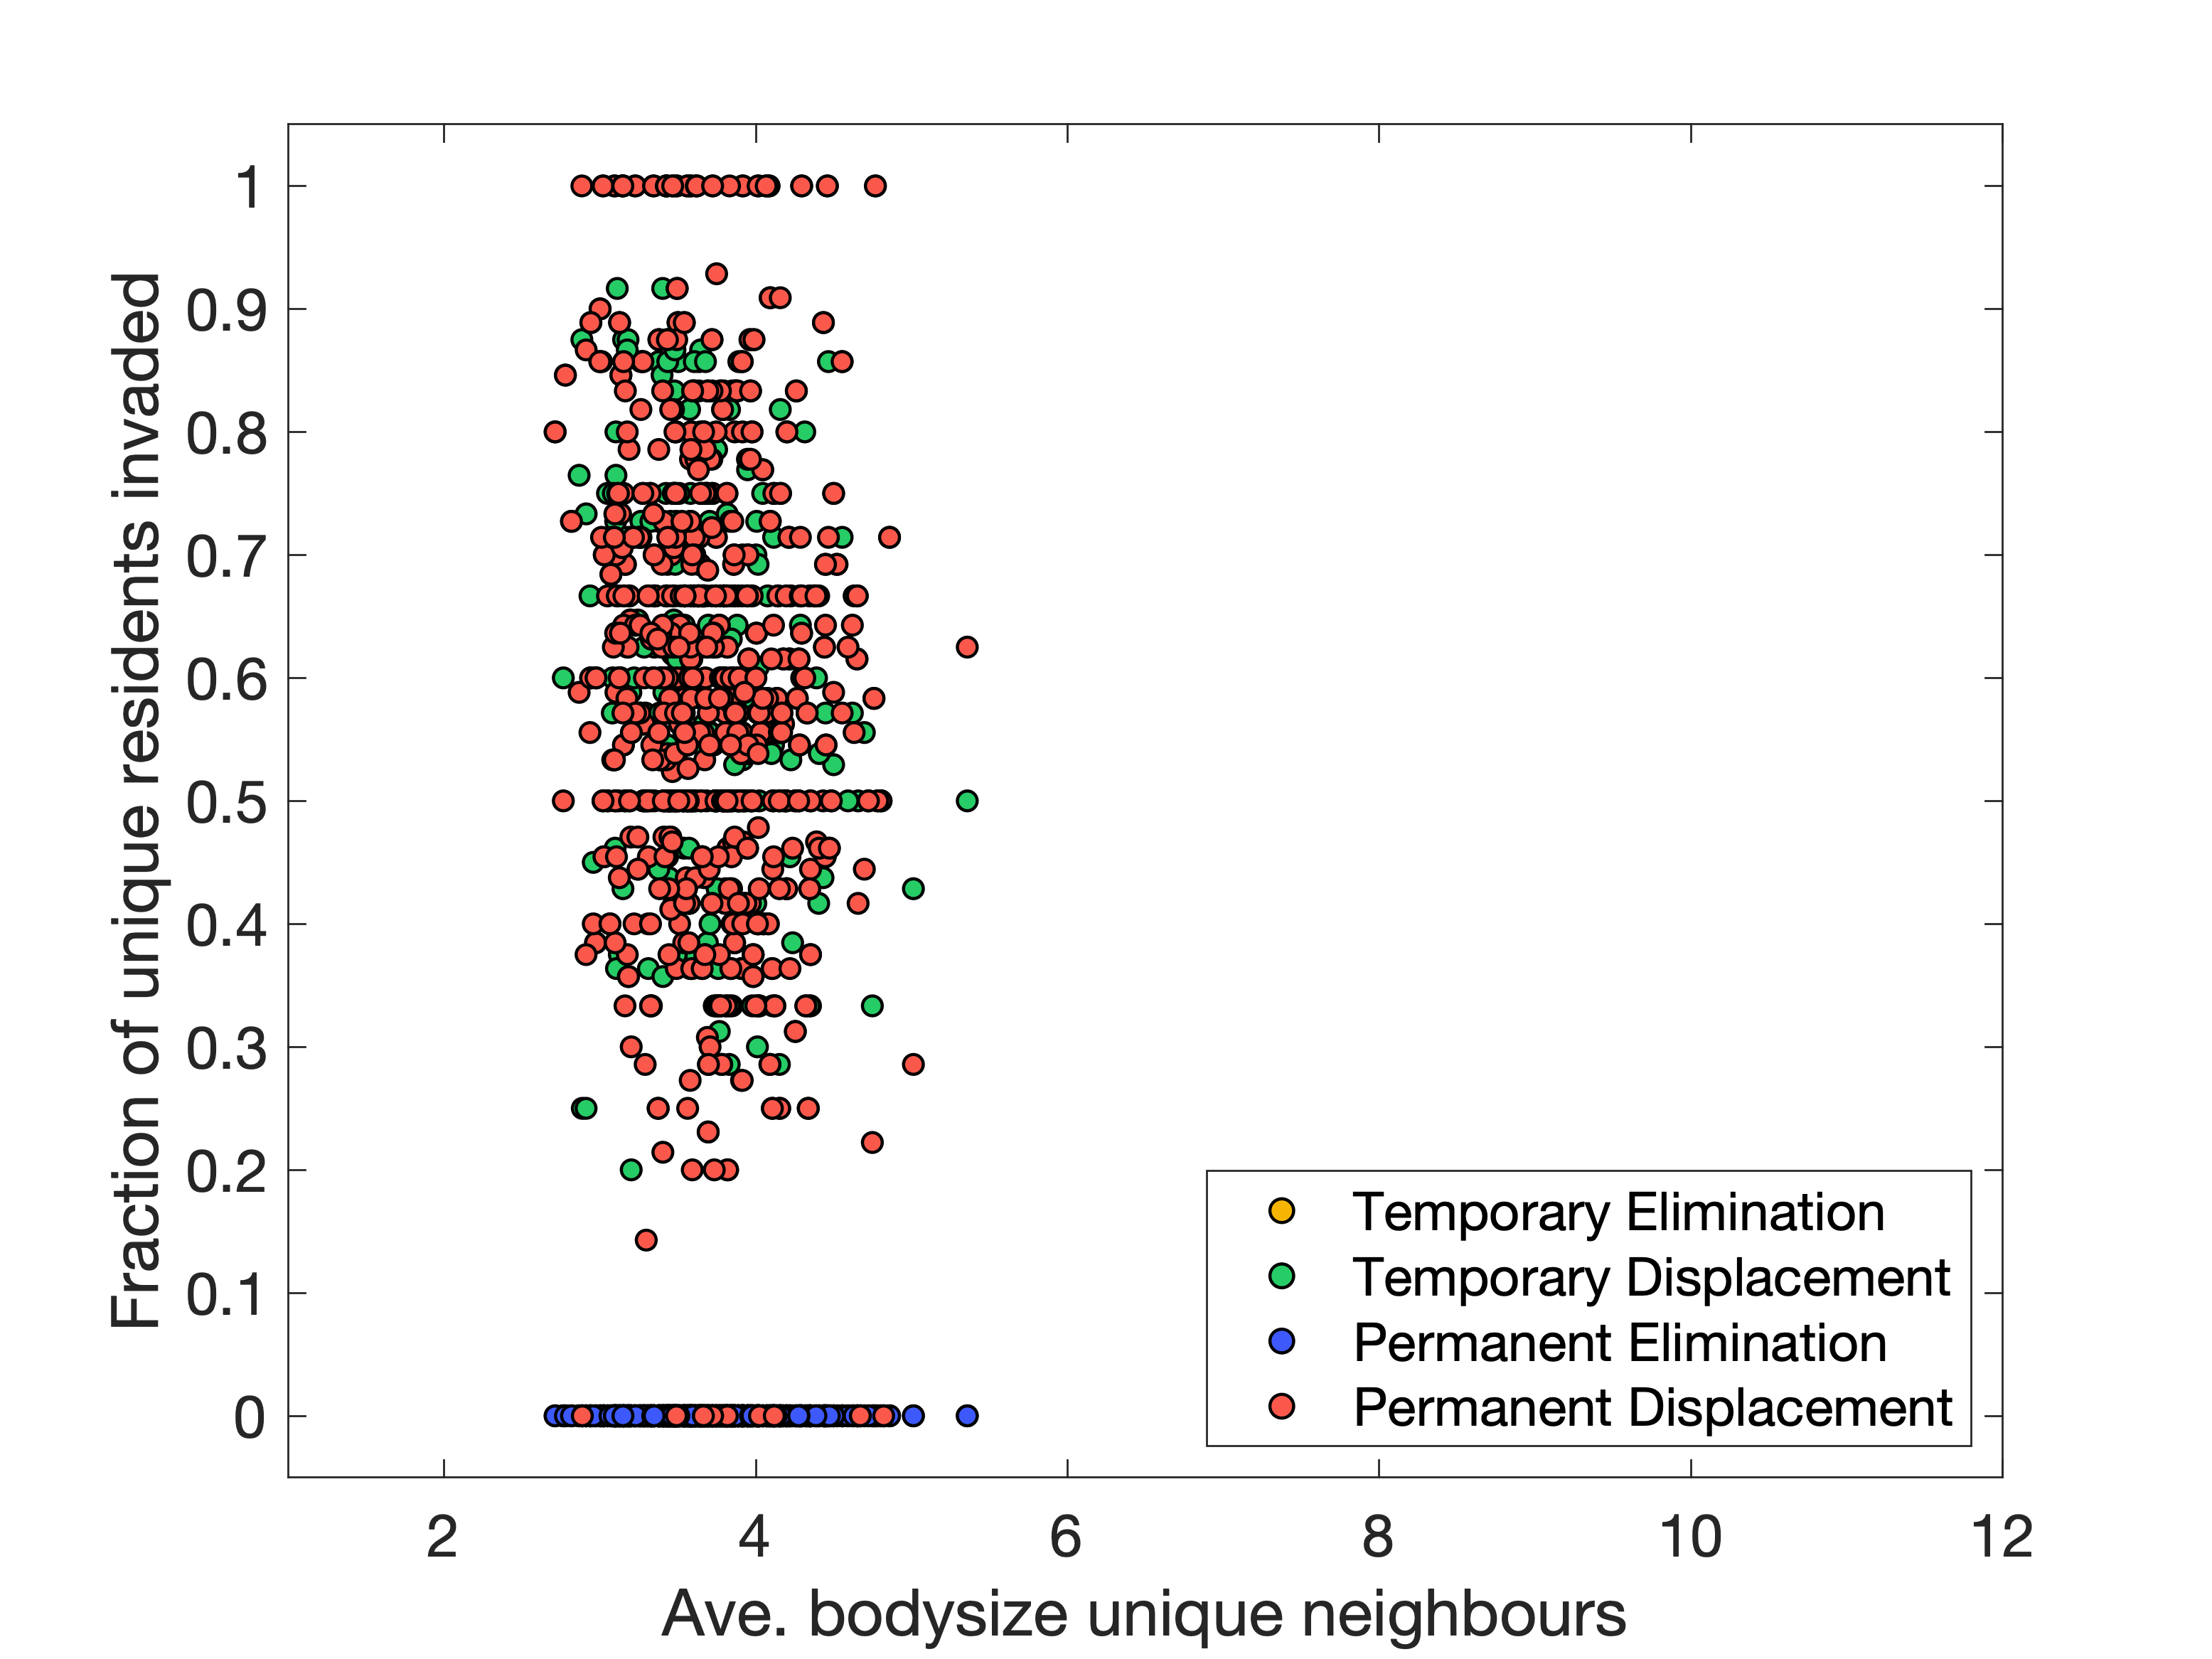 Fraction of unique residents invaded
1
0.9
0.8
0.7
0.6
0.5
0.4
0.3
0.2
0.1
0
Temporary Elimination
Temporary Displacement
Permanent Elimination
Permanent Displacement
2 4 6 8 10 12
Ave. bodysize unique neighbours